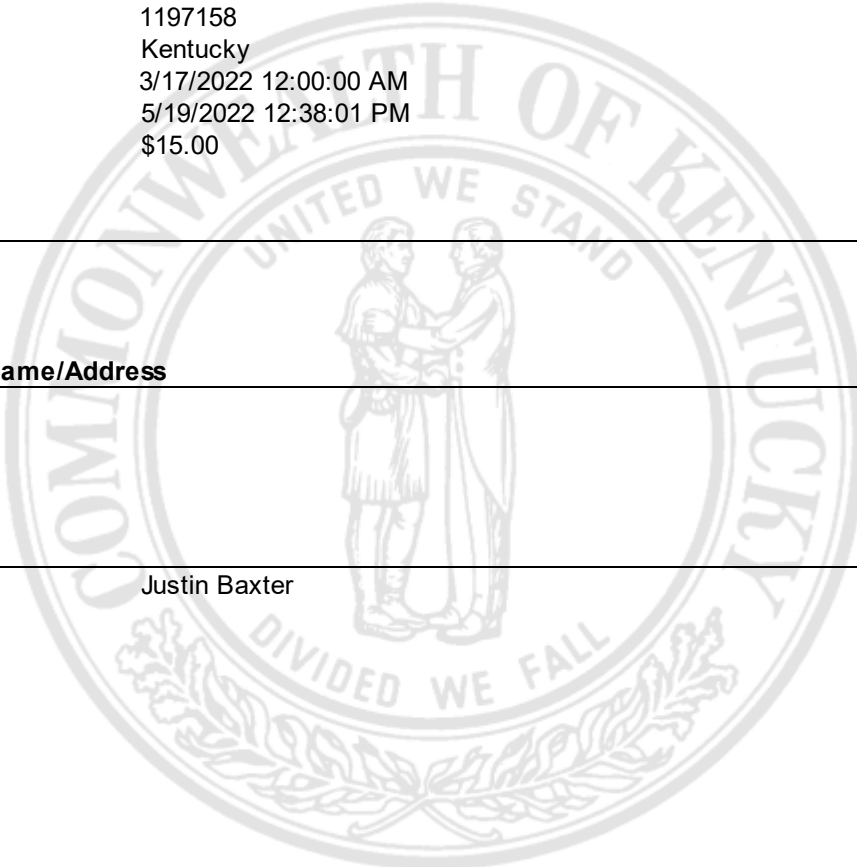 1197158
Kentucky
3/17/2022 12:00:00 AM
5/19/2022 12:38:01 PM
$15.00
COMMONWEALTH OF KENTUCKY
UNITED WE STAND
ame/Address
Justin Baxter
DIVIDED WE FALL